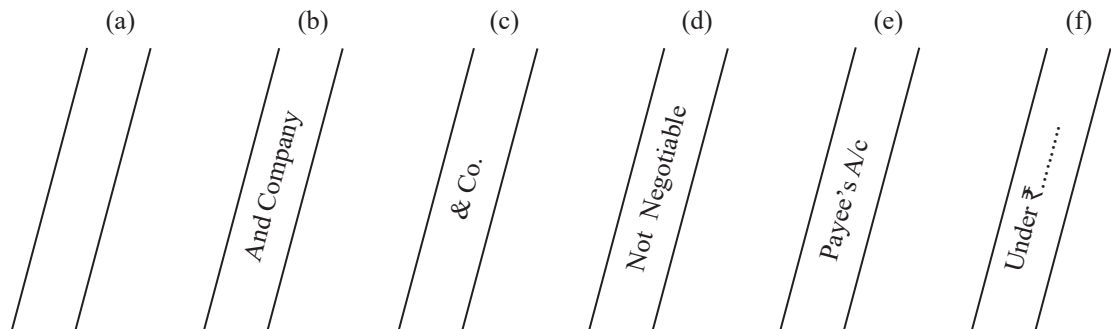 (a)
(b)
(c)
(d)
(e)
(f)
And Company
& Co.
Not Negotiable
Payee's A/c
Under ₹...........